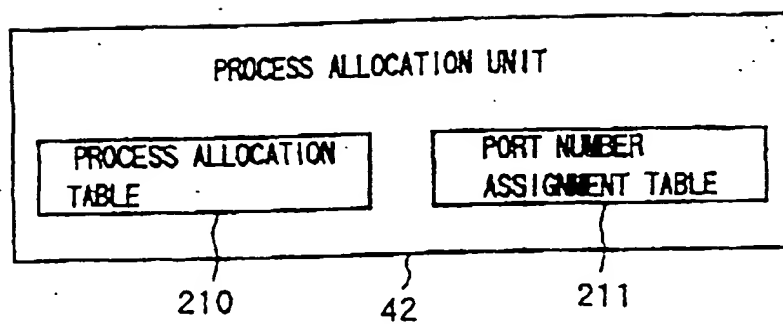 PROCESS ALLOCATION UNIT
PROCESS ALLOCATION
TABLE
PORT NUMBER
ASSIGNMENT TABLE
210
42
211